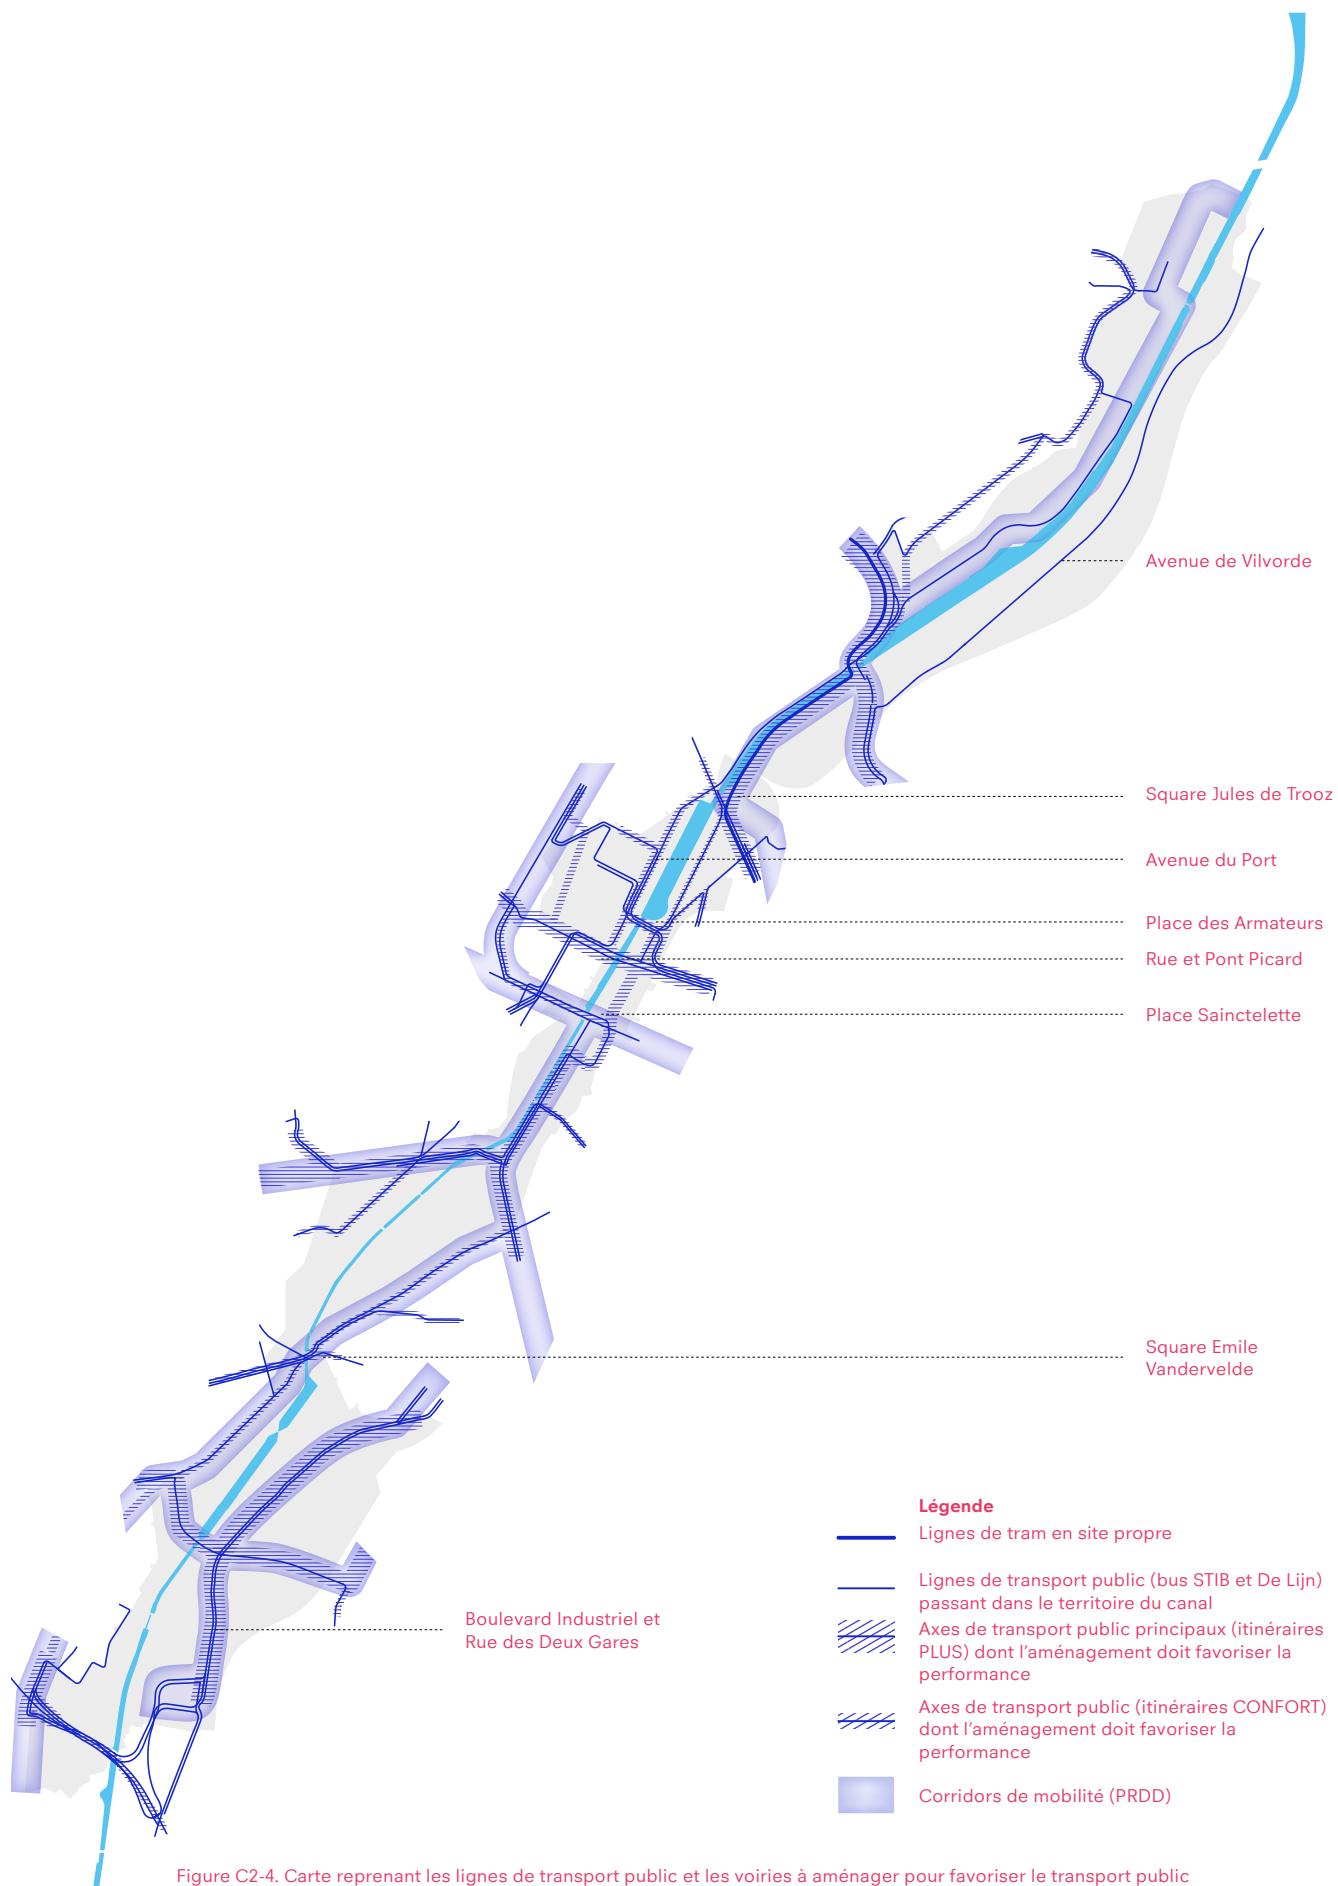 Avenue de Vilvorde
Square Jules de Trooz
Avenue du Port
Place des Armateurs
Rue et Pont Picard
Place Sainctelette
Square Emile
Vandervelde
Boulevard Industriel et
Rue des Deux Gares
Légende
Lignes de tram en site propre
Lignes de transport public (bus STIB et De Lijn)
passant dans le territoire du canal
Axes de transport public principaux (itinéraires
PLUS) dont l'aménagement doit favoriser la
performance
Axes de transport public (itinéraires CONFORT)
dont l'aménagement doit favoriser la
performance
Corridors de mobilité (PRDD)
Figure C2-4. Carte reprenant les lignes de transport public et les voiries à aménager pour favoriser le transport public